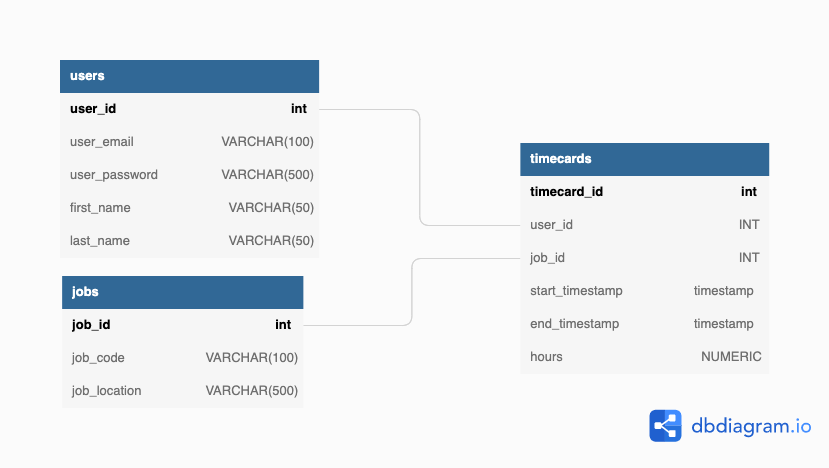 users
user_id int
user_email VARCHAR(100)
user_password VARCHAR(500)
first_name VARCHAR(50)
last_name VARCHAR(50)
jobs
job_id int
job_code VARCHAR(100)
job_location VARCHAR(500)
timecards
timecard_id int
user_id INT
job_id INT
start_timestamp timestamp
end_timestamp timestamp
hours NUMERIC
dbdiagram.io